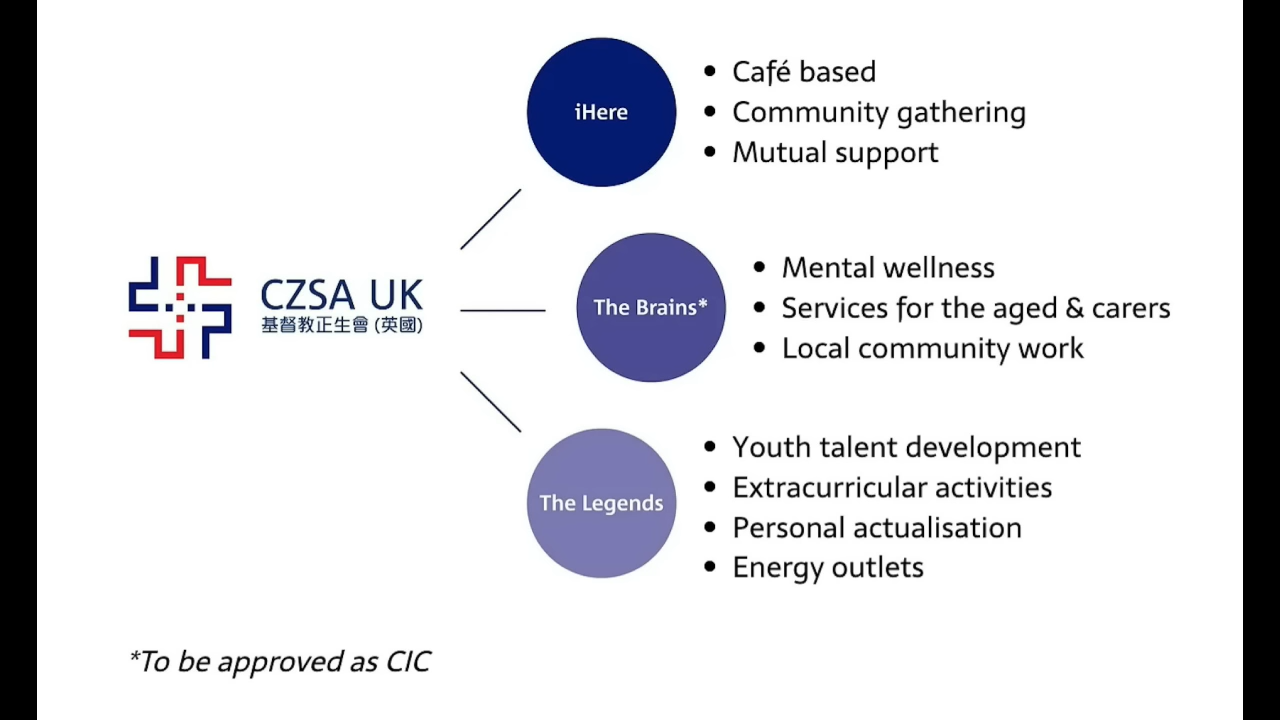 iHere
• Café based
• Community gathering
• Mutual support
CZSA UK
基督教正生會 (英國)
The Brains*
• Mental wellness
• Services for the aged & carers
• Local community work
The Legends
• Youth talent development
• Extracurricular activities
• Personal actualisation
• Energy outlets
*To be approved as CIC